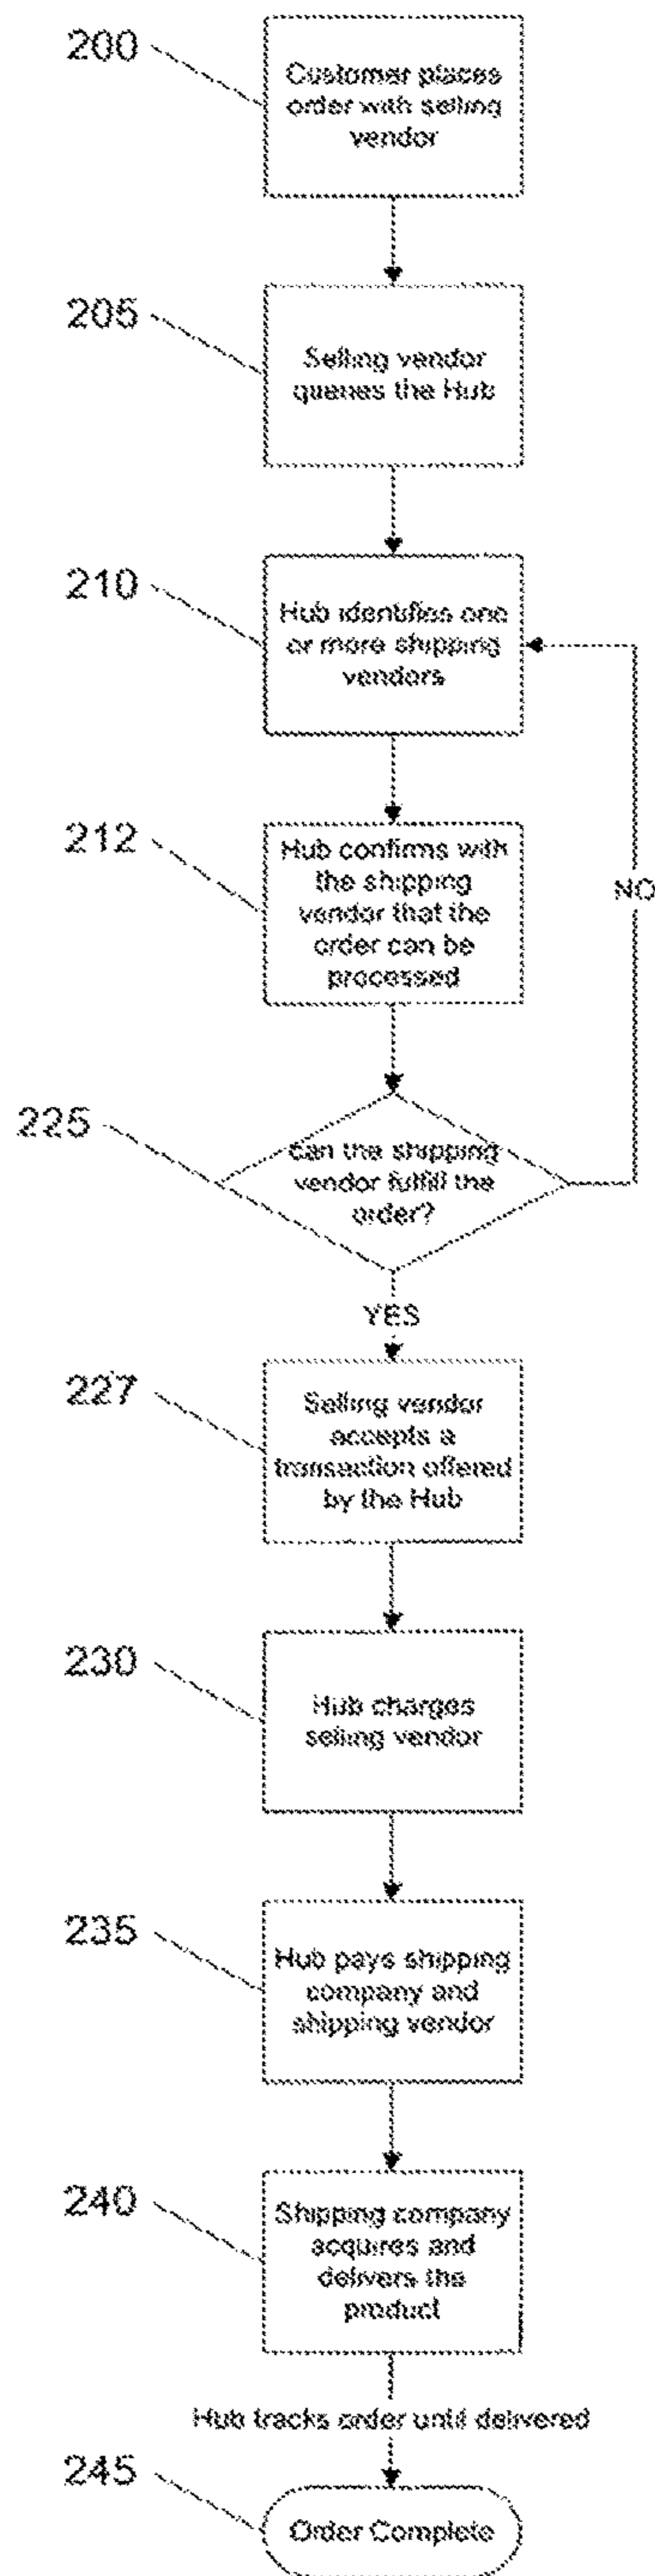 200
Customer places
order with selling
vendor
205
Selling vendor
queries the Hub
210
Hub identifies one
or more shipping
vendors
212
Hub confirms with
the shipping
vendor that the
order can be
processed
NO
225
can the shipping
vendor fulfill the
order?
YES
227
Selling vendor
accepts a
transaction offered
by the Hub
230
Hub charges
selling vendor
235
Hub pays shipping
company and
shipping vendor
240
Shipping company
acquires and
delivers the
product
Hub tracks order until delivered
245
Order Complete